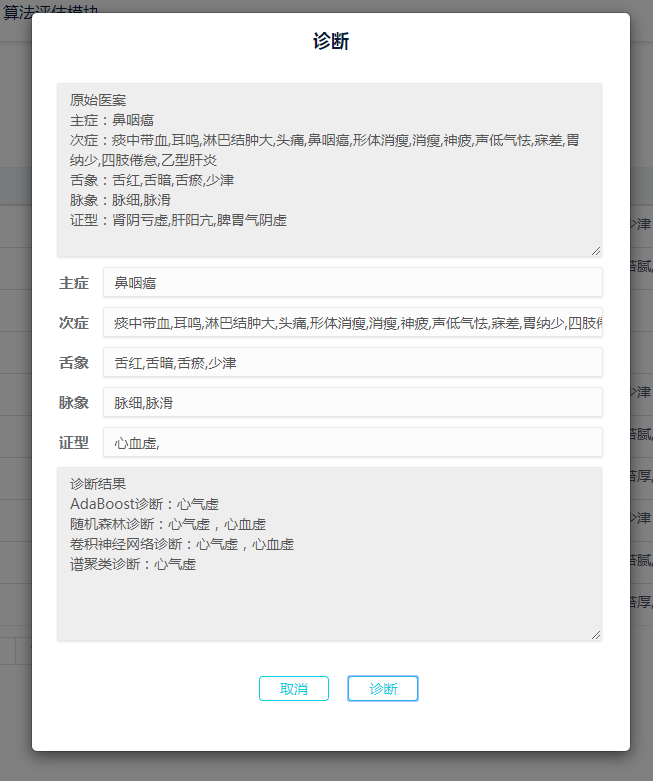 算法评估模块
诊断
原始医案
主症：鼻咽癌
次症：痰中带血,耳鸣,淋巴结肿大,头痛,鼻咽癌,形体消瘦,消瘦,神疲,声低气怯,寐差,胃
纳少,四肢倦怠,乙型肝炎
舌象：舌红,舌暗,舌瘀,少津
脉象：脉细,脉滑
证型：肾阴亏虚,肝阳亢,脾胃气阴虚
主症 鼻咽癌
次症 痰中带血,耳鸣,淋巴结肿大,头痛,形体消瘦,消瘦,神疲,声低气怯,寐差,胃纳少,四肢倦
舌象 舌红,舌暗,舌瘀,少津
脉象 脉细,脉滑
证型 心血虚,
诊断结果
AdaBoost诊断：心气虚
随机森林诊断：心气虚，心血虚
卷积神经网络诊断：心气虚，心血虚
谱聚类诊断：心气虚
取消 诊断
少津
苔腻,
少津
苔腻,
苔厚,
少津
苔腻,
苔厚,